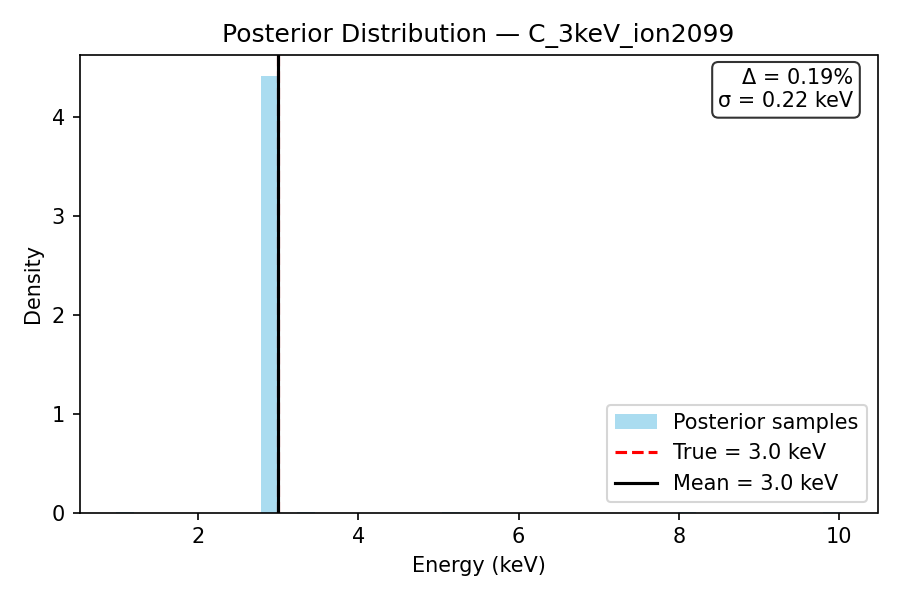 Posterior Distribution — C_3keV_ion2099
Δ = 0.19%
σ = 0.22 keV
Density
4
3
2
1
0
Posterior samples
True = 3.0 keV
Mean = 3.0 keV
2 4 6 8 10
Energy (keV)